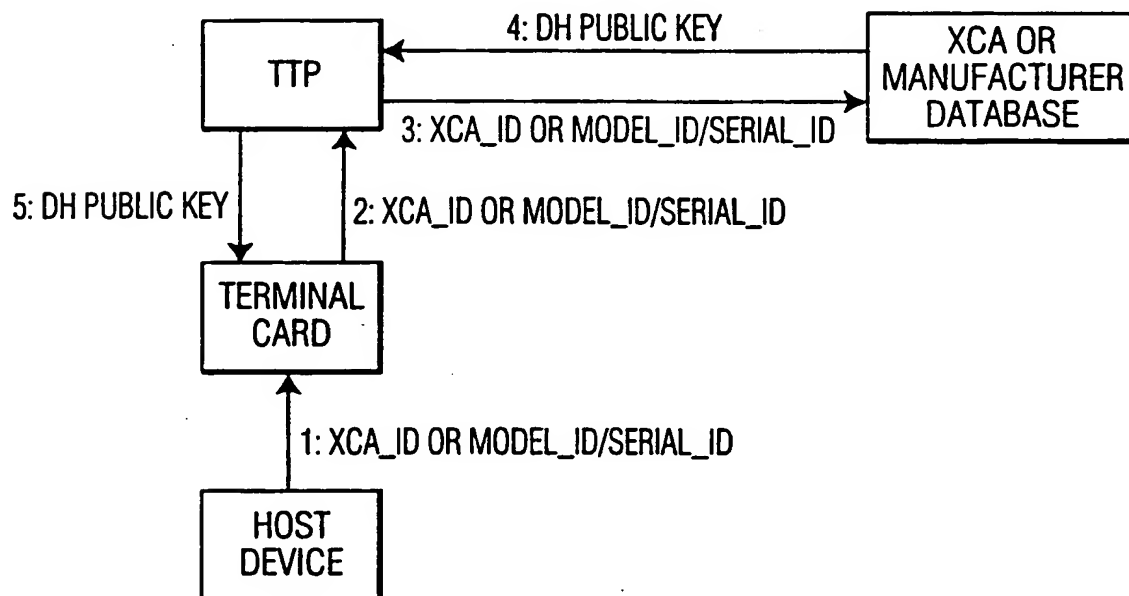 4: DH PUBLIC KEY
TTP
XCA OR
MANUFACTURER
DATABASE
3: XCA_ID OR MODEL_ID/SERIAL_ID
5: DH PUBLIC KEY
2: XCA_ID OR MODEL_ID/SERIAL_ID
TERMINAL
CARD
1: XCA_ID OR MODEL_ID/SERIAL_ID
HOST
DEVICE